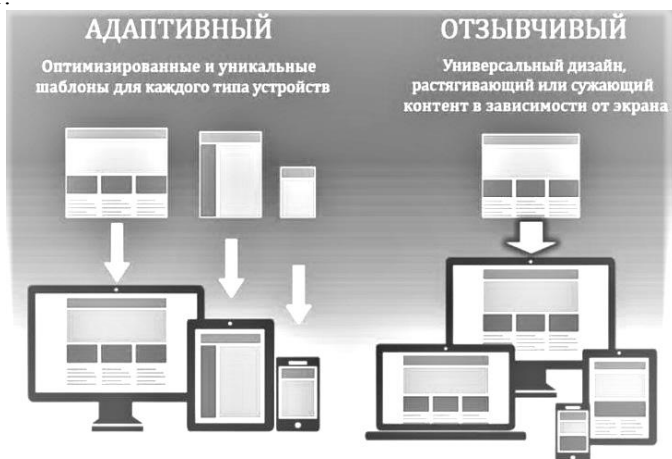 АДАПТИВНЫЙ
Оптимизированные и уникальные
шаблоны для каждого типа устройств
ОТЗЫВЧИВЫЙ
Универсальный дизайн,
растягивающий или сужающий
контент в зависимости от экрана